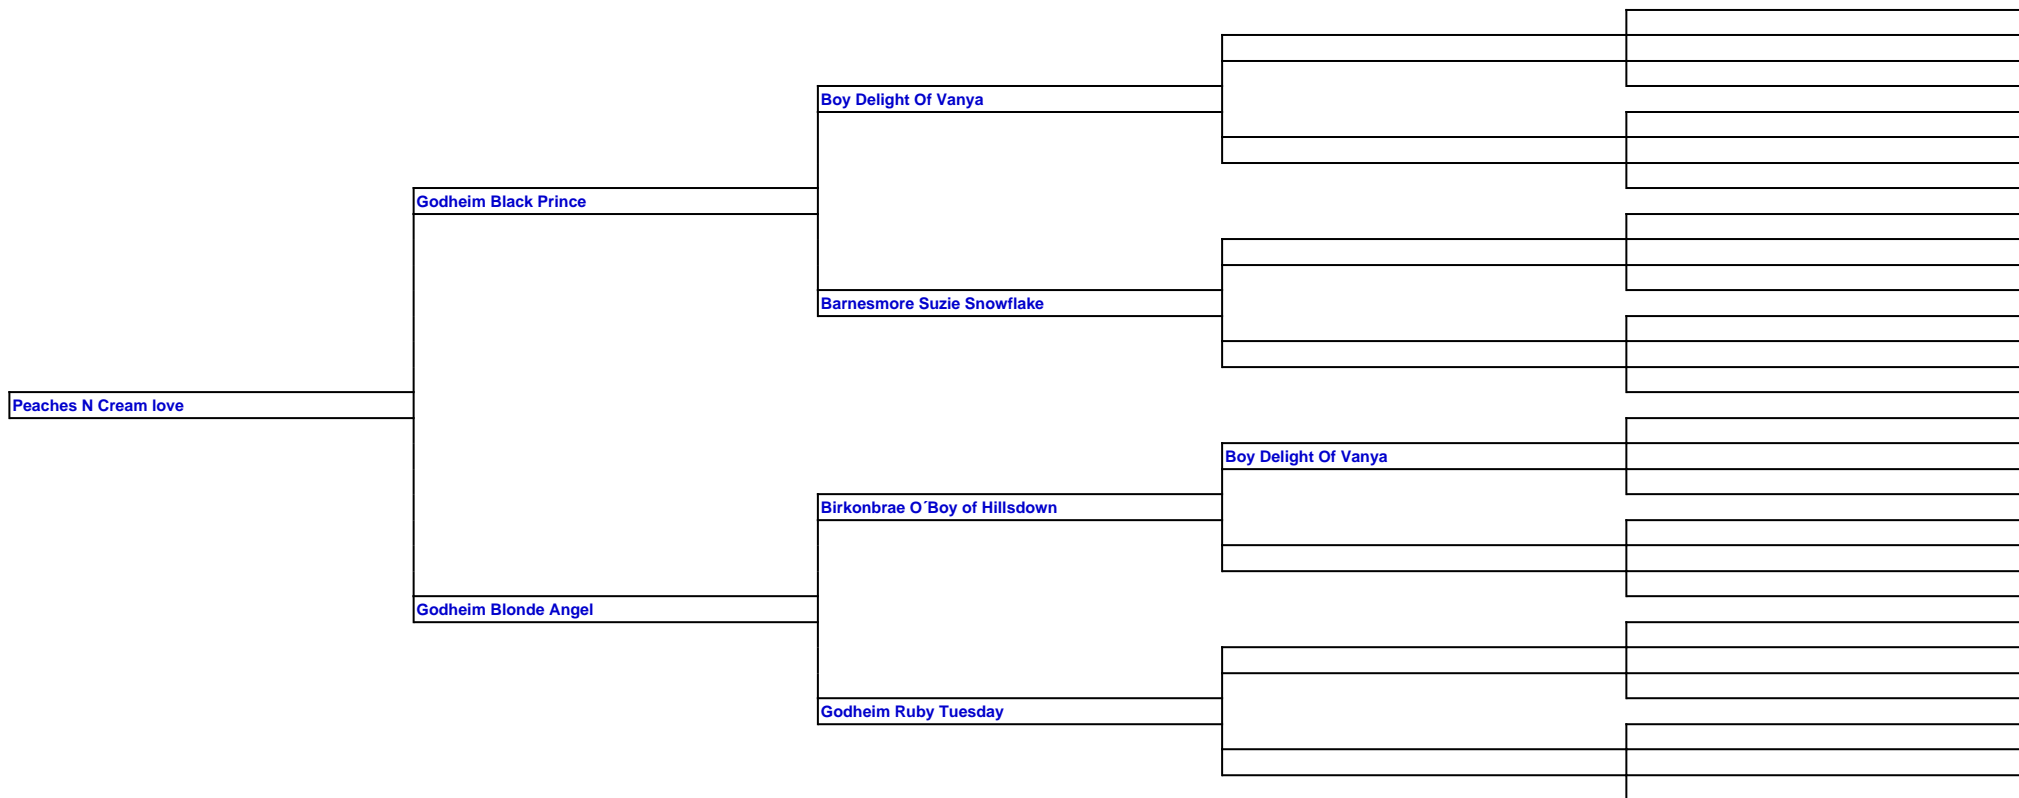 Boy Delight Of Vanya
Godheim Black Prince
Barnesmore Suzie Snowflake
Peaches N Cream love
Boy Delight Of Vanya
Birkonbrae O´Boy of Hillsdown
Godheim Blonde Angel
Godheim Ruby Tuesday